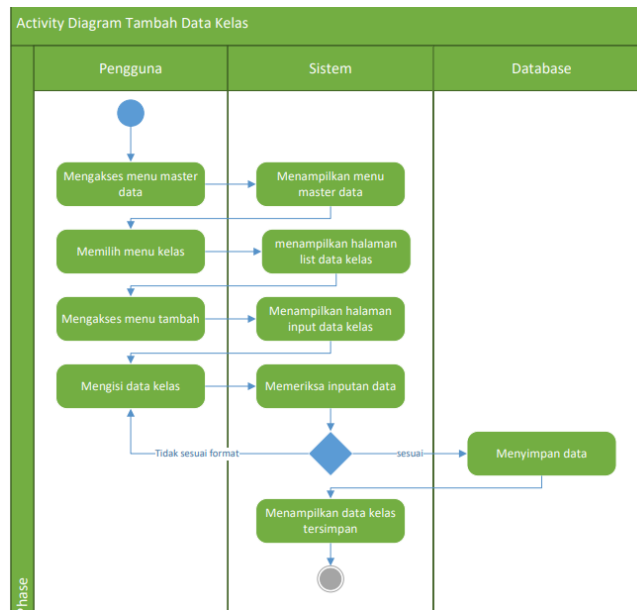 Activity Diagram Tambah Data Kelas
Pengguna
Sistem
Database
Mengakses menu master
data
Menampilkan menu
master data
Memilih menu kelas
menampilkan halaman
list data kelas
Mengakses menu tambah
Menampilkan halaman
input data kelas
Mengisi data kelas
Memeriksa inputan data
Tidak sesuai format
sesuai
Menyimpan data
Menampilkan data kelas
tersimpan
Phase